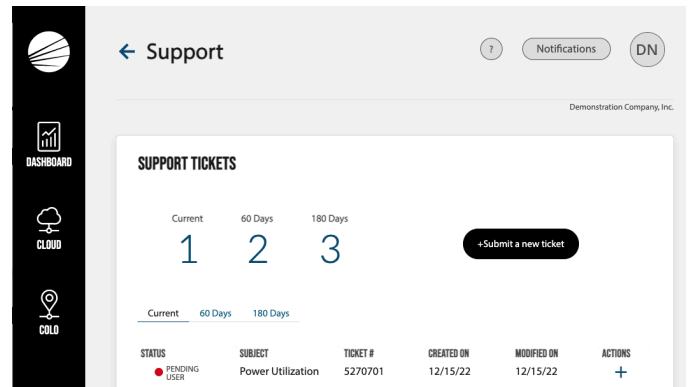 ← Support
?
Notifications
DN
Demonstration Company, Inc.
DASHBOARD
CLOUD
COLO
SUPPORT TICKETS
Current 60 Days 180 Days
1 2 3
+Submit a new ticket
Current 60 Days 180 Days
STATUS SUBJECT TICKET # CREATED ON MODIFIED ON ACTIONS
PENDING Power Utilization 5270701 12/15/22 12/15/22 +
USER